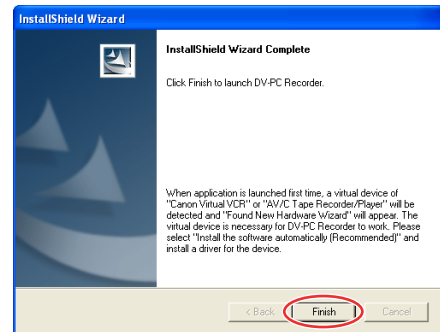 InstallShield Wizard
InstallShield Wizard Complete
Click Finish to launch DV-PC Recorder.
When application is launched first time, a virtual device of
"Canon Virtual VCR" or "AV/C Tape Recorder/Player" will be
detected and "Found New Hardware Wizard" will appear. The
virtual device is necessary for DV-PC Recorder to work. Please
select "Install the software automatically (Recommended)" and
install a driver for the device.
< Back Finish Cancel